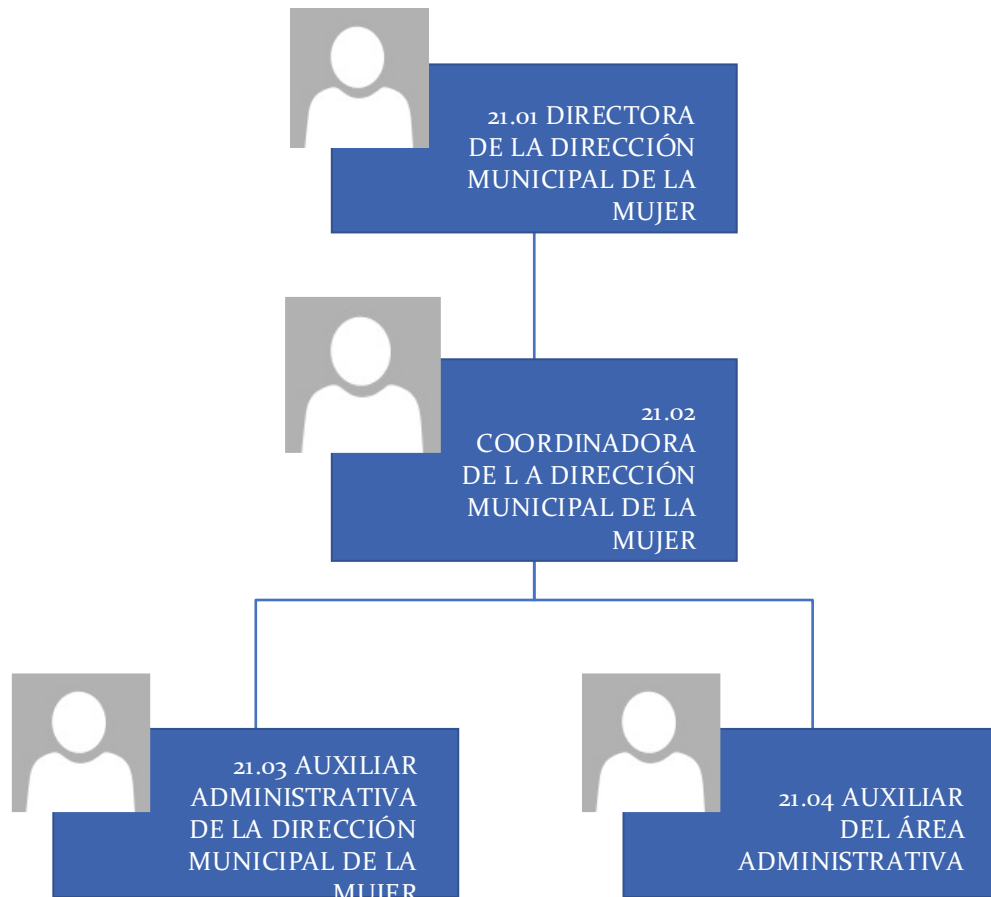 21.01 DIRECTORA
DE LA DIRECCIÓN
MUNICIPAL DE LA
MUJER
21.02
COORDINADORA
DE L A DIRECCIÓN
MUNICIPAL DE LA
MUJER
21.03 AUXILIAR
ADMINISTRATIVA
DE LA DIRECCIÓN
MUNICIPAL DE LA
MUJER
21.04 AUXILIAR
DEL ÁREA
ADMINISTRATIVA